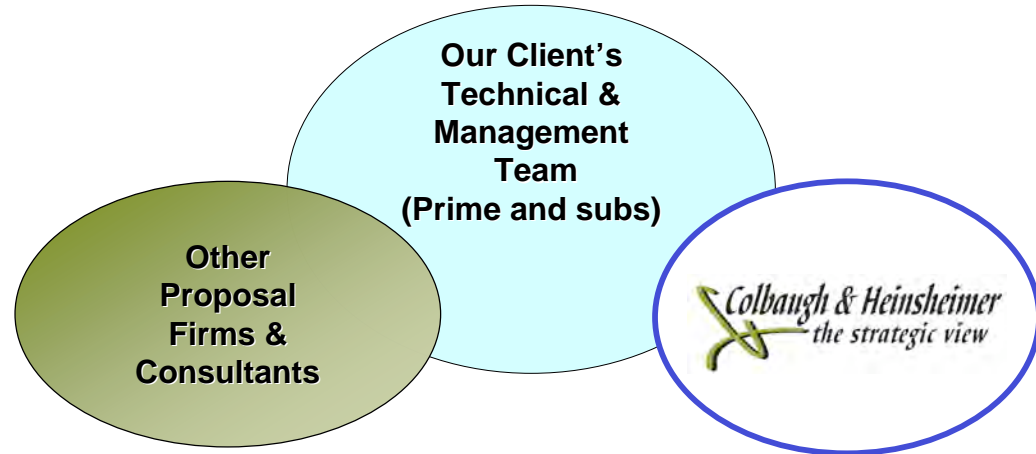 Our Client's
Technical &
Management
Team
(Prime and subs)
Other
Proposal
Firms &
Consultants
Colbaugh & Heinsheimer
the strategic view